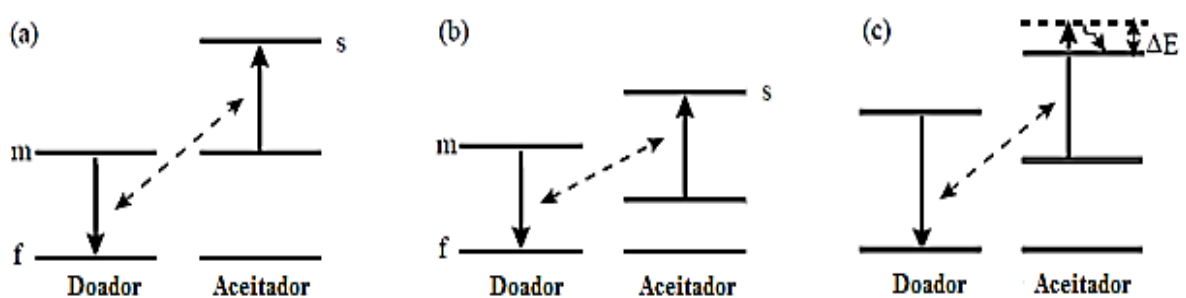 (a)
s
m
f
Doador Aceitador
(b)
s
m
f
Doador Aceitador
(c)
ΔE
Doador Aceitador